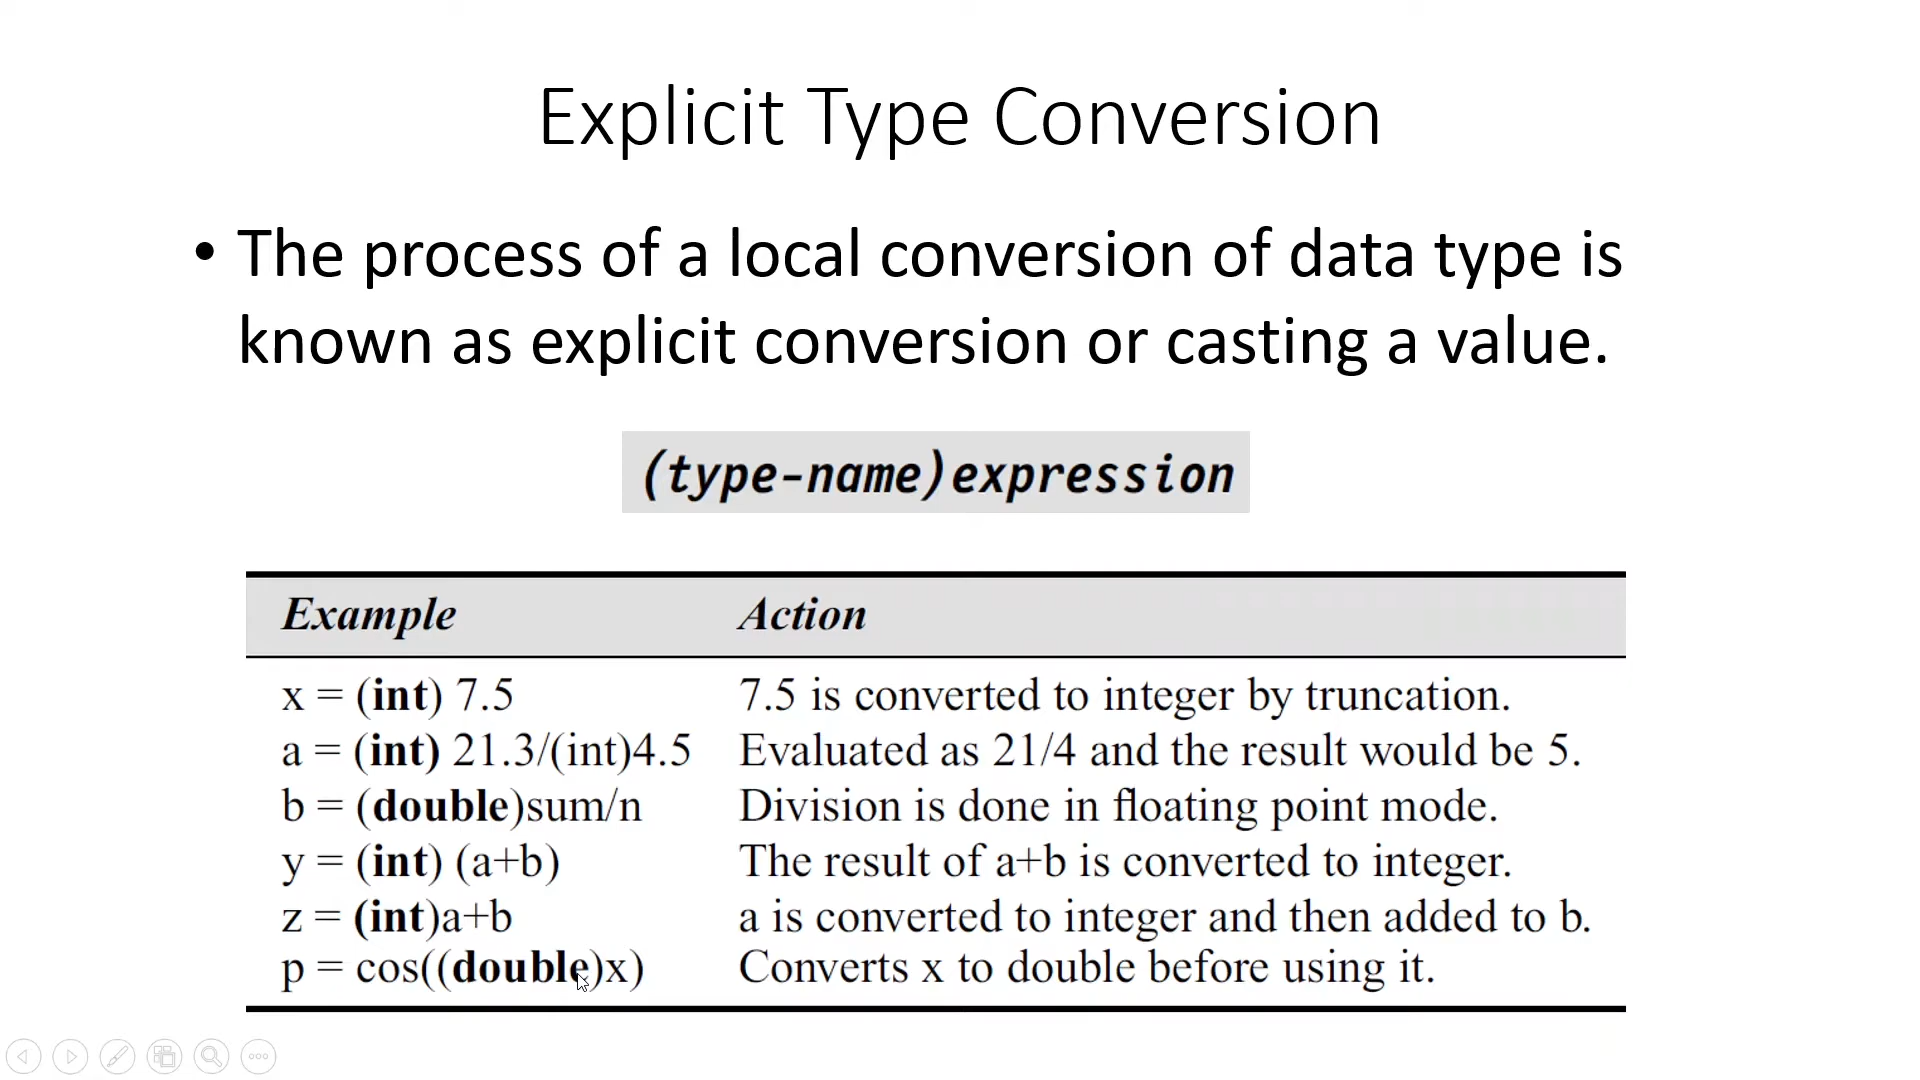 Explicit Type Conversion
• The process of a local conversion of data type is
known as explicit conversion or casting a value.
(type-name)expression
Example Action
x = (int) 7.5 7.5 is converted to integer by truncation.
a = (int) 21.3/(int)4.5 Evaluated as 21/4 and the result would be 5.
b = (double)sum/n Division is done in floating point mode.
y = (int) (a+b) The result of a+b is converted to integer.
z = (int)a+b a is converted to integer and then added to b.
p = cos((double)x) Converts x to double before using it.